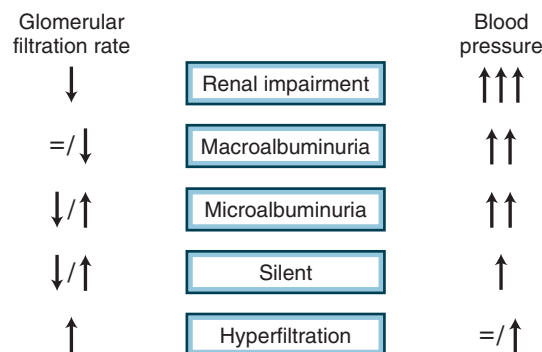 Glomerular
filtration rate
Blood
pressure
↓ Renal impairment ↑↑↑
=/↓ Macroalbuminuria ↑↑
↓/↑ Microalbuminuria ↑↑
↓/↑ Silent ↑
↑ Hyperfiltration =/↑